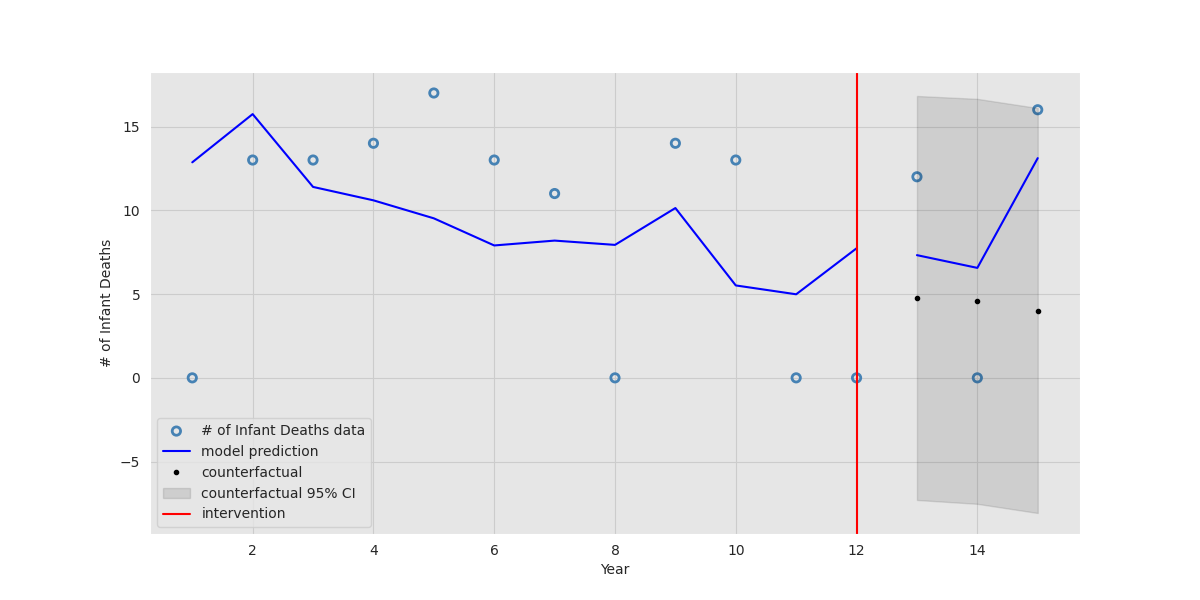 15
10
5
0
−5
# of Infant Deaths
# of Infant Deaths data
model prediction
counterfactual
counterfactual 95% CI
intervention
2 4 6 8 10 12 14
Year